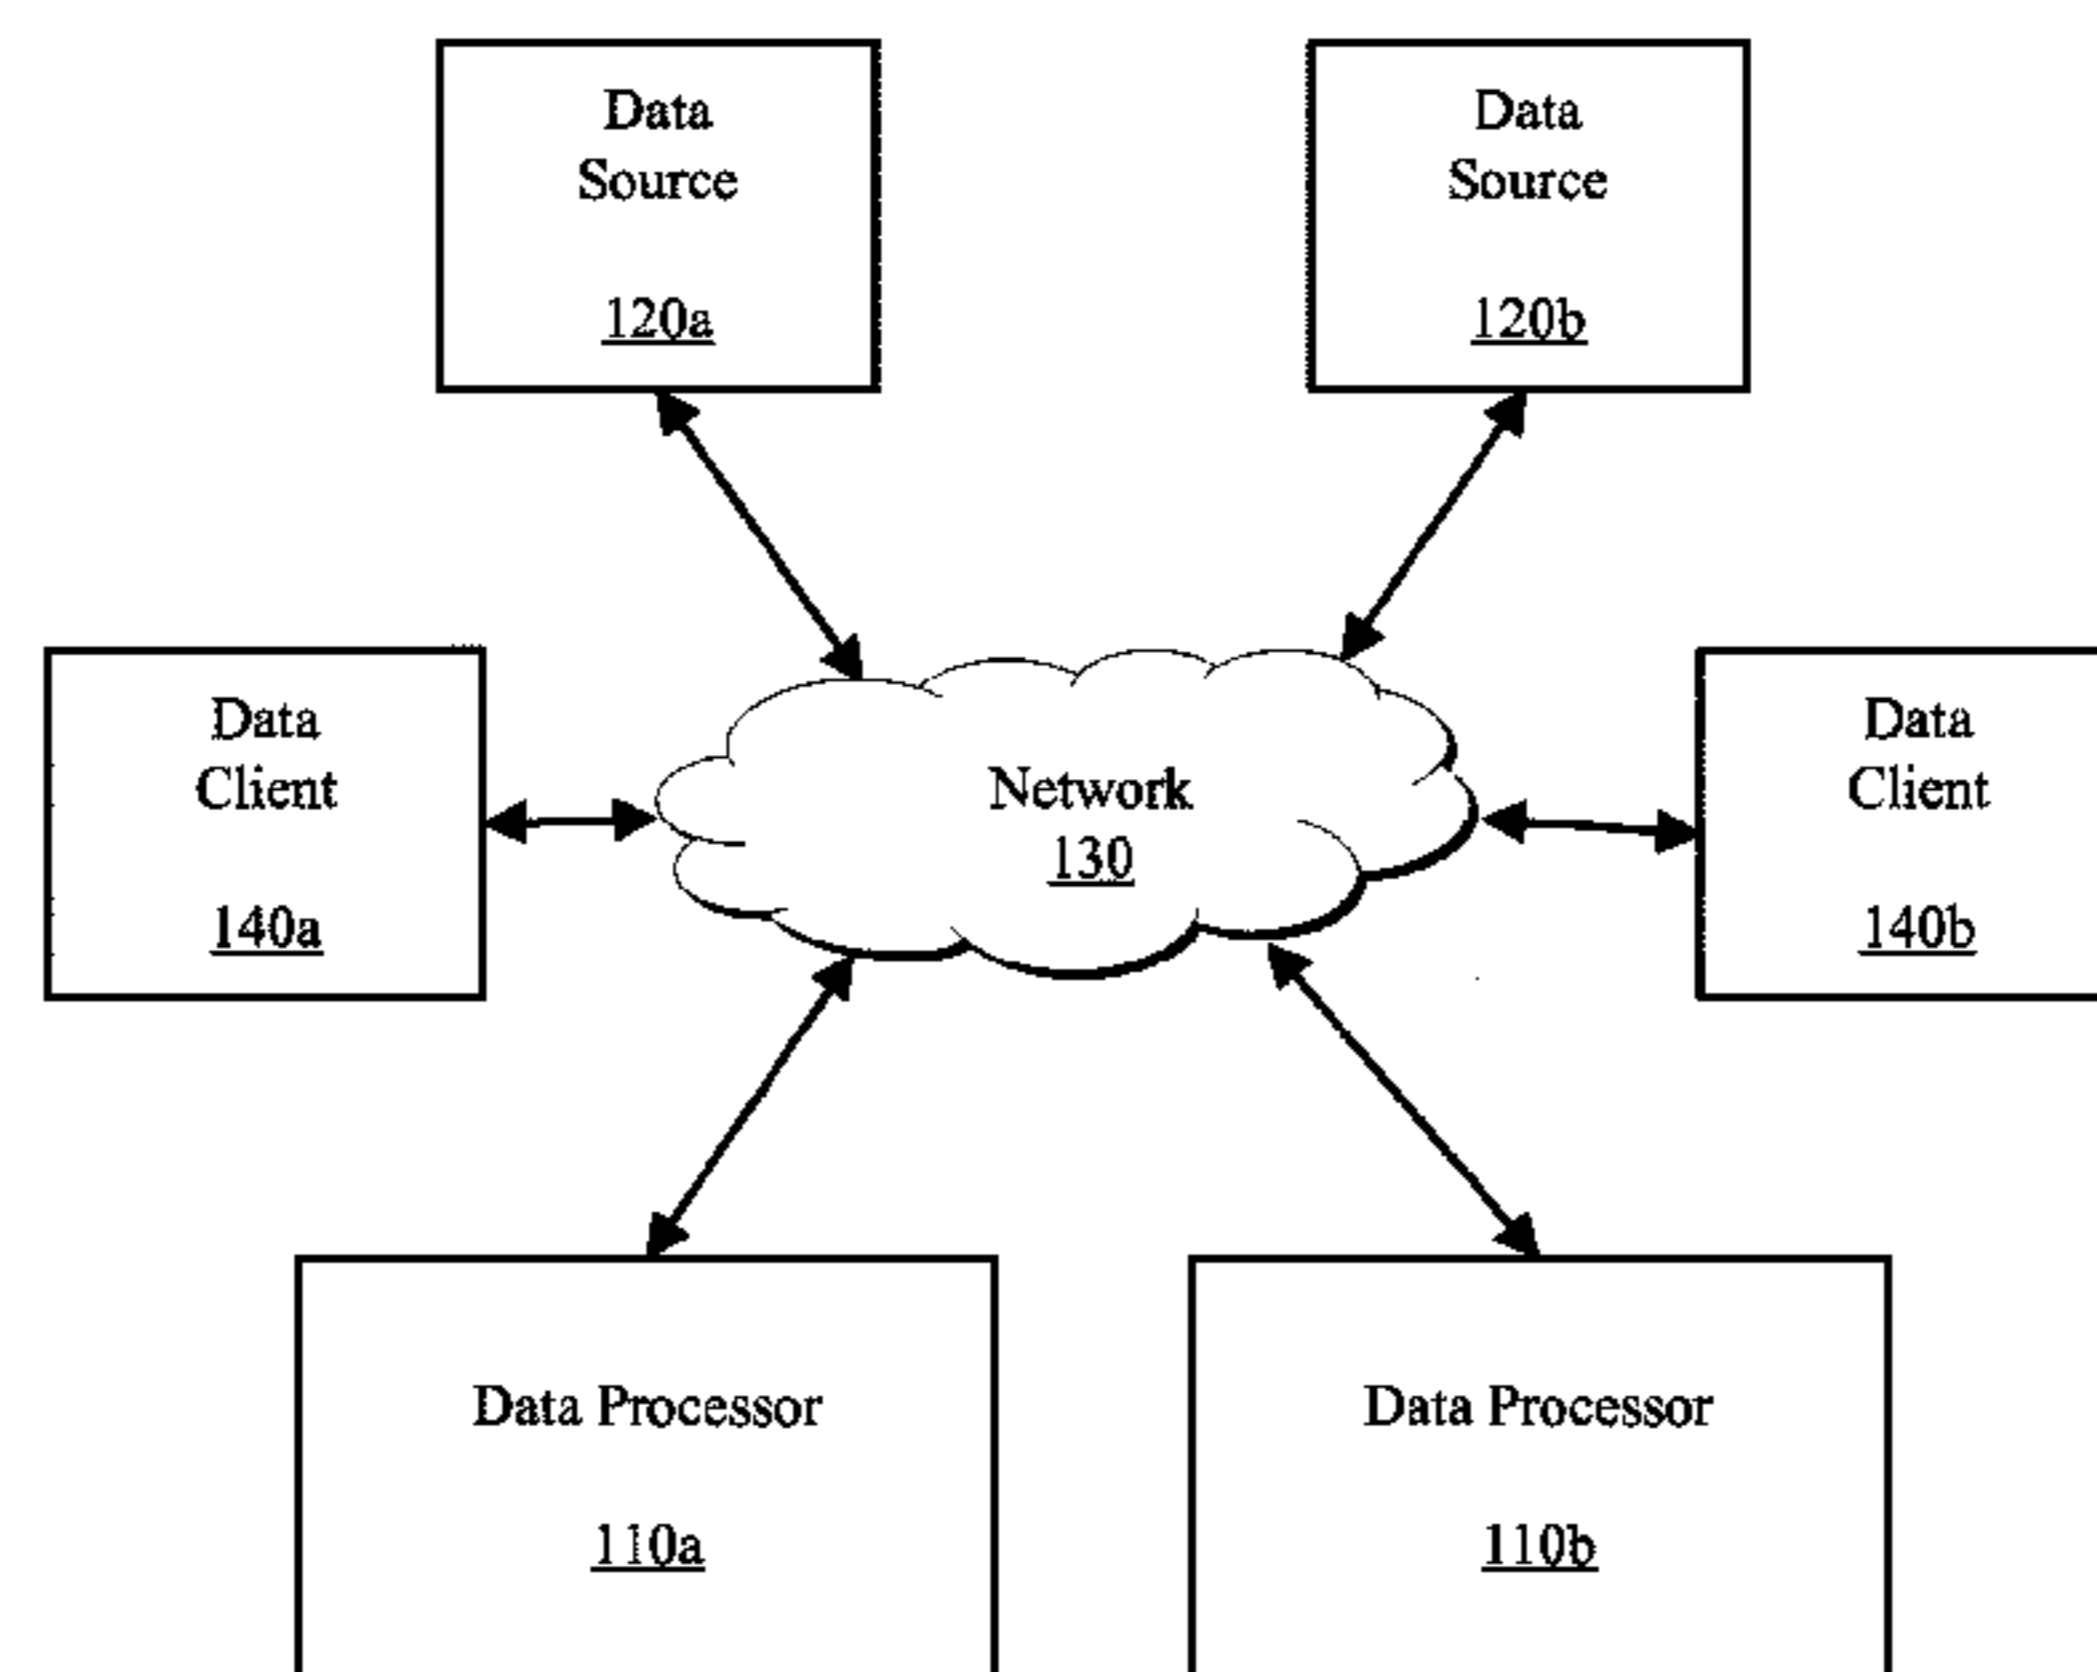 Data
Source
120a
Data
Source
120b
Data
Client
140a
Network
130
Data
Client
140b
Data Processor
110a
Data Processor
110b